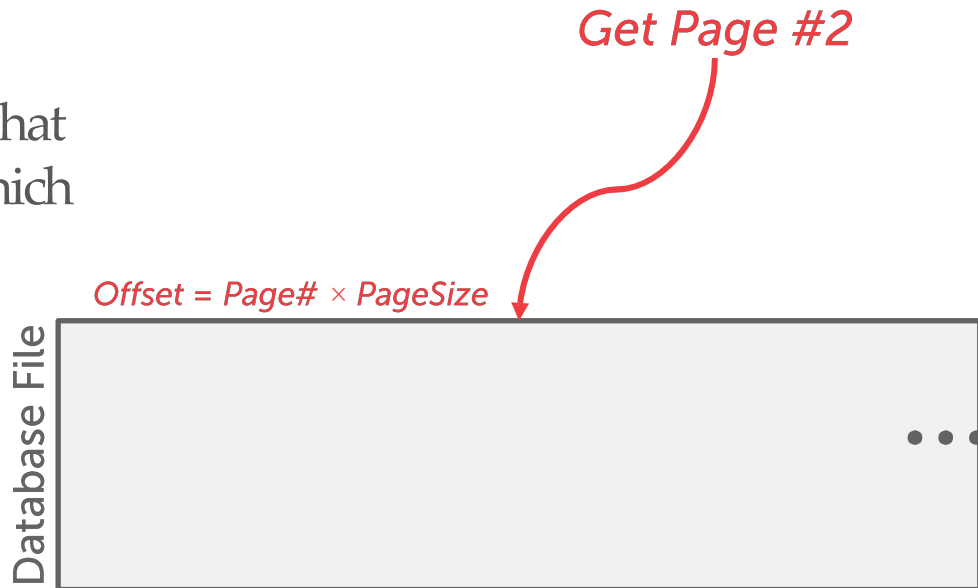 Get Page #2
Offset = Page# × PageSize
Database File